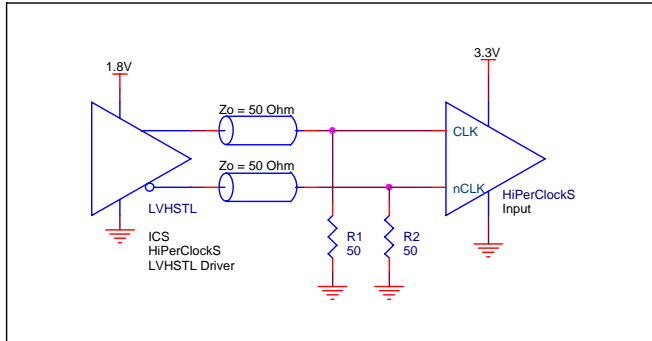 1.8V
3.3V
Zo = 50 Ohm
CLK
Zo = 50 Ohm
nCLK
LVHSTL
HiPerClockS
Input
ICS
HiPerClockS
LVHSTL Driver
R1
50
R2
50